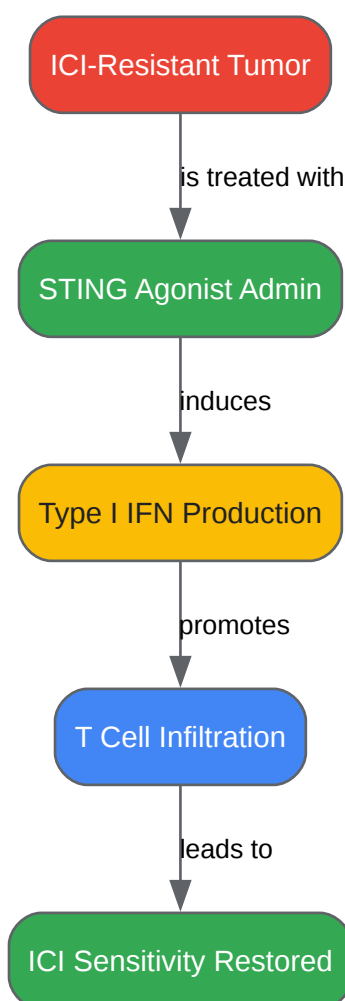 ICI-Resistant Tumor
is treated with
STING Agonist Admin
induces
Type I IFN Production
promotes
T Cell Infiltration
leads to
ICI Sensitivity Restored